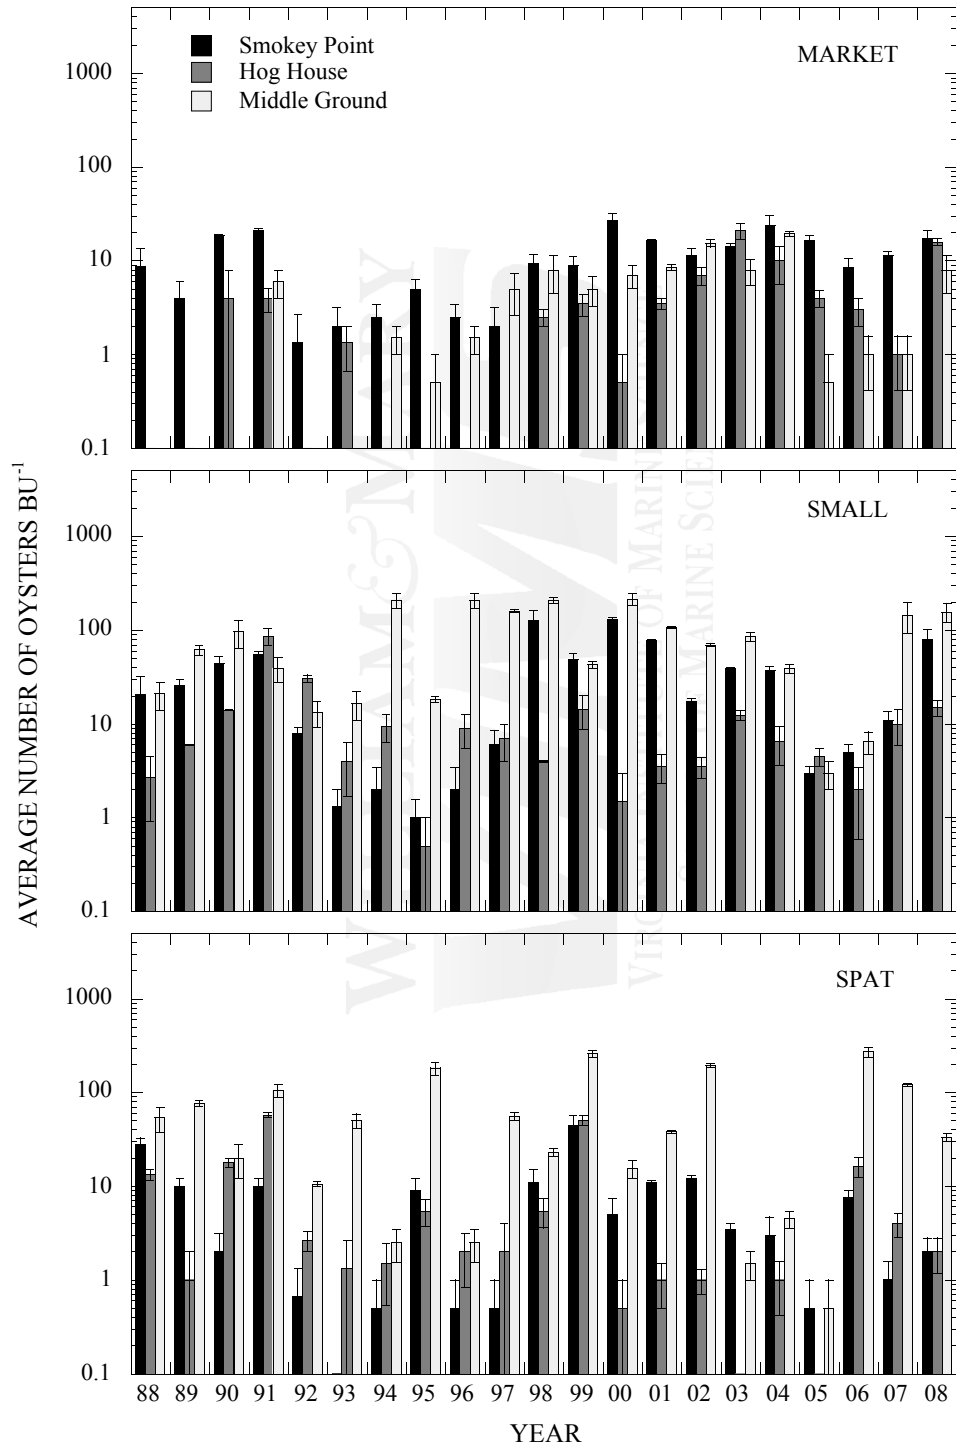 Smokey Point
Hog House
Middle Ground
MARKET
1000
100
10
1
0.1
SMALL
1000
100
10
1
0.1
SPAT
1000
100
10
1
0.1
AVERAGE NUMBER OF OYSTERS BU-1
88 89 90 91 92 93 94 95 96 97 98 99 00 01 02 03 04 05 06 07 08
YEAR
WILLIAM & MARY